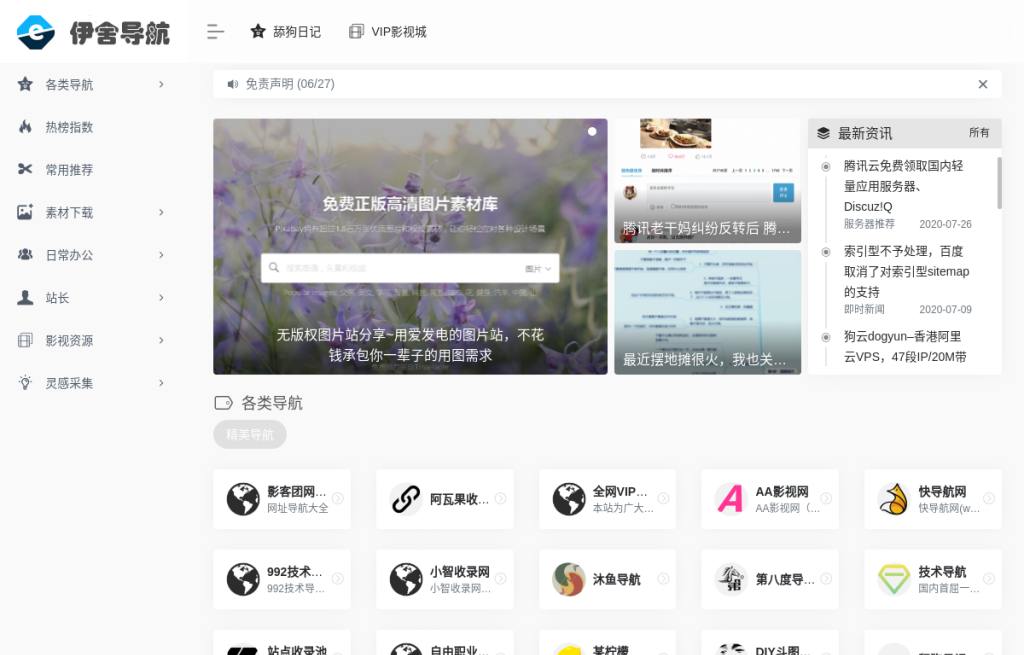 伊舍导航
舔狗日记
VIP影视城
各类导航
热榜指数
常用推荐
素材下载
日常办公
站长
影视资源
灵感采集
免责声明 (06/27)
免费正版高清图片素材库
图片
无版权图片站分享~用爱发电的图片站，不花
钱承包你一辈子的用图需求
腾讯老干妈纠纷反转后 腾...
最近摆地摊很火，我也关...
最新资讯
所有
腾讯云免费领取国内轻
量应用服务器、
Discuz!Q
服务器推荐 2020-07-26
索引型不予处理，百度
取消了对索引型sitemap
的支持
即时新闻 2020-07-09
狗云dogyun–香港阿里
云VPS，47段IP/20M带
各类导航
精美导航
影客团网...
网址导航大全
阿瓦果收...
全网VIP...
本站为广大...
AA影视网
AA影视网（...
快导航网
快导航网(w...
992技术...
992技术导...
小智收录网
小智收录网...
沐鱼导航
第八度导...
技术导航
国内首屈一...
站点收录池
自由职业...
某柠檬
DIY斗图...